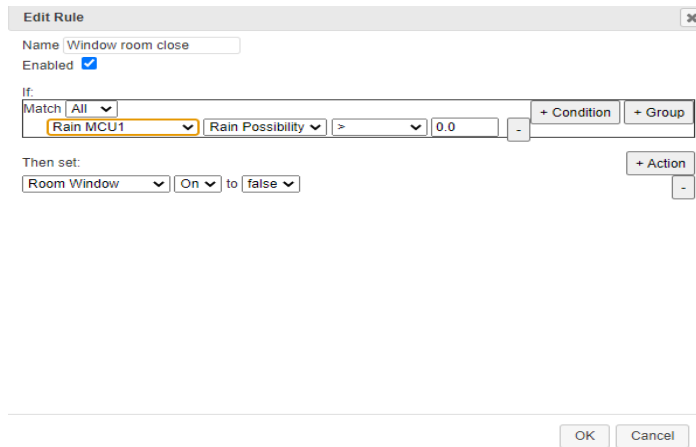 Edit Rule
Name Window room close
Enabled
If:
Match All
+ Condition + Group
Rain MCU1 Rain Possibility > 0.0 -
Then set:
+ Action
Room Window On to false
-
OK Cancel